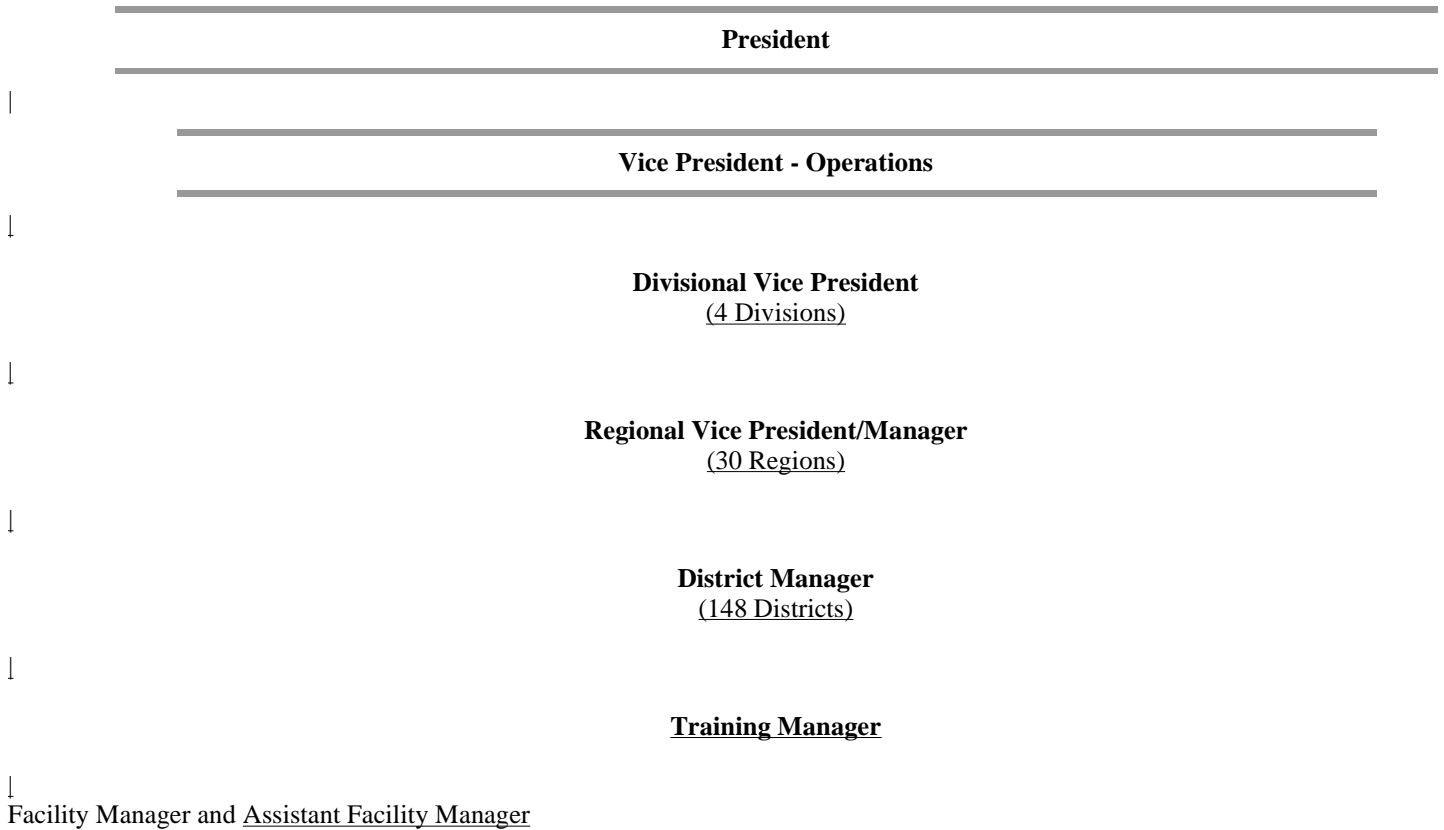 President
|
Vice President - Operations
|
Divisional Vice President
(4 Divisions)
|
Regional Vice President/Manager
(30 Regions)
|
District Manager
(148 Districts)
|
Training Manager
|
Facility Manager and Assistant Facility Manager